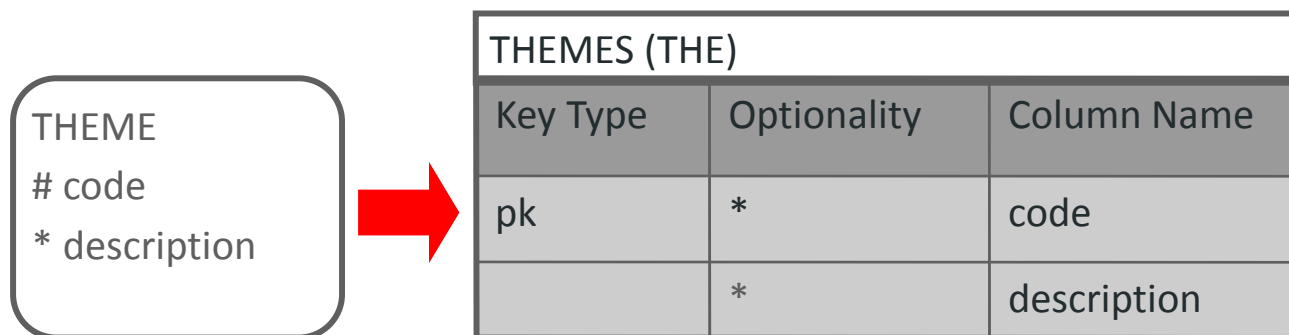 THEME
# code
* description
THEMES (THE)
Key Type Optionality Column Name
pk * code
* description